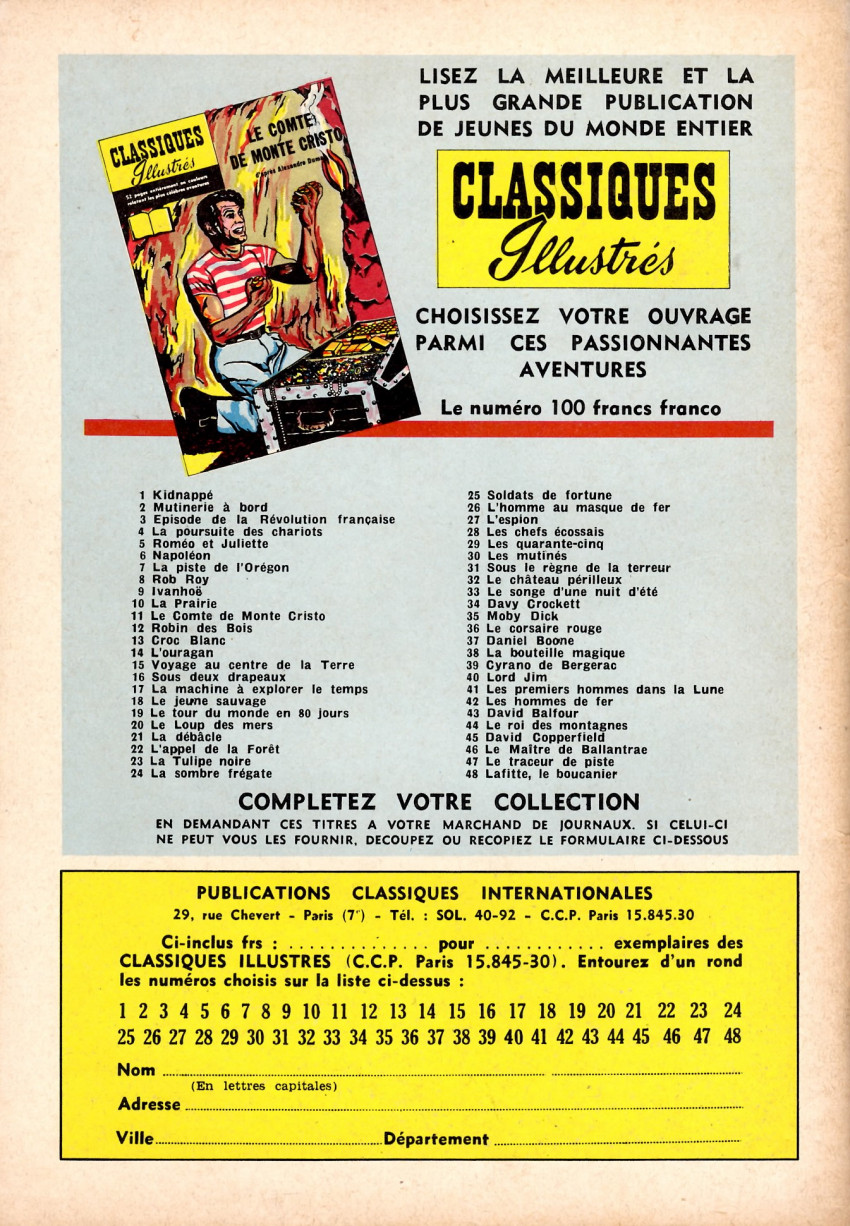 LISEZ LA MEILLEURE ET LA
PLUS GRANDE PUBLICATION
DE JEUNES DU MONDE ENTIER
CLASSIQUES
Illustrés
CLASSIQUES
Illustrés
52 pages entièrement en couleurs
relatant les plus célèbres aventures
LE COMTE
DE MONTE CRISTO
d'après Alexandre Dumas
CHOISISSEZ VOTRE OUVRAGE
PARMI CES PASSIONNANTES
AVENTURES
Le numéro 100 francs franco
1 Kidnappé
2 Mutinerie à bord
3 Episode de la Révolution française
4 La poursuite des chariots
5 Roméo et Juliette
6 Napoléon
7 La piste de l'Orégon
8 Rob Roy
9 Ivanhoë
10 La Prairie
11 Le Comte de Monte Cristo
12 Robin des Bois
13 Croc Blanc
14 L'ouragan
15 Voyage au centre de la Terre
16 Sous deux drapeaux
17 La machine à explorer le temps
18 Le jeune sauvage
19 Le tour du monde en 80 jours
20 Le Loup des mers
21 La débâcle
22 L'appel de la Forêt
23 La Tulipe noire
24 La sombre frégate
25 Soldats de fortune
26 L'homme au masque de fer
27 L'espion
28 Les chefs écossais
29 Les quarante-cinq
30 Les mutinés
31 Sous le règne de la terreur
32 Le château périlleux
33 Le songe d'une nuit d'été
34 Davy Crockett
35 Moby Dick
36 Le corsaire rouge
37 Daniel Boone
38 La bouteille magique
39 Cyrano de Bergerac
40 Lord Jim
41 Les premiers hommes dans la Lune
42 Les hommes de fer
43 David Balfour
44 Le roi des montagnes
45 David Copperfield
46 Le Maître de Ballantrae
47 Le traceur de piste
48 Lafitte, le boucanier
COMPLETEZ VOTRE COLLECTION
EN DEMANDANT CES TITRES A VOTRE MARCHAND DE JOURNAUX. SI CELUI-CI
NE PEUT VOUS LES FOURNIR, DECOUPEZ OU RECOPIEZ LE FORMULAIRE CI-DESSOUS
PUBLICATIONS CLASSIQUES INTERNATIONALES
29, rue Chevert - Paris (7e) - Tél. : SOL. 40-92 - C.C.P. Paris 15.845.30
Ci-inclus frs : .............. pour ............ exemplaires des
CLASSIQUES ILLUSTRES (C.C.P. Paris 15.845-30). Entourez d'un rond
les numéros choisis sur la liste ci-dessus :
1 2 3 4 5 6 7 8 9 10 11 12 13 14 15 16 17 18 19 20 21 22 23 24
25 26 27 28 29 30 31 32 33 34 35 36 37 38 39 40 41 42 43 44 45 46 47 48
Nom
(En lettres capitales)
Adresse
Ville Département